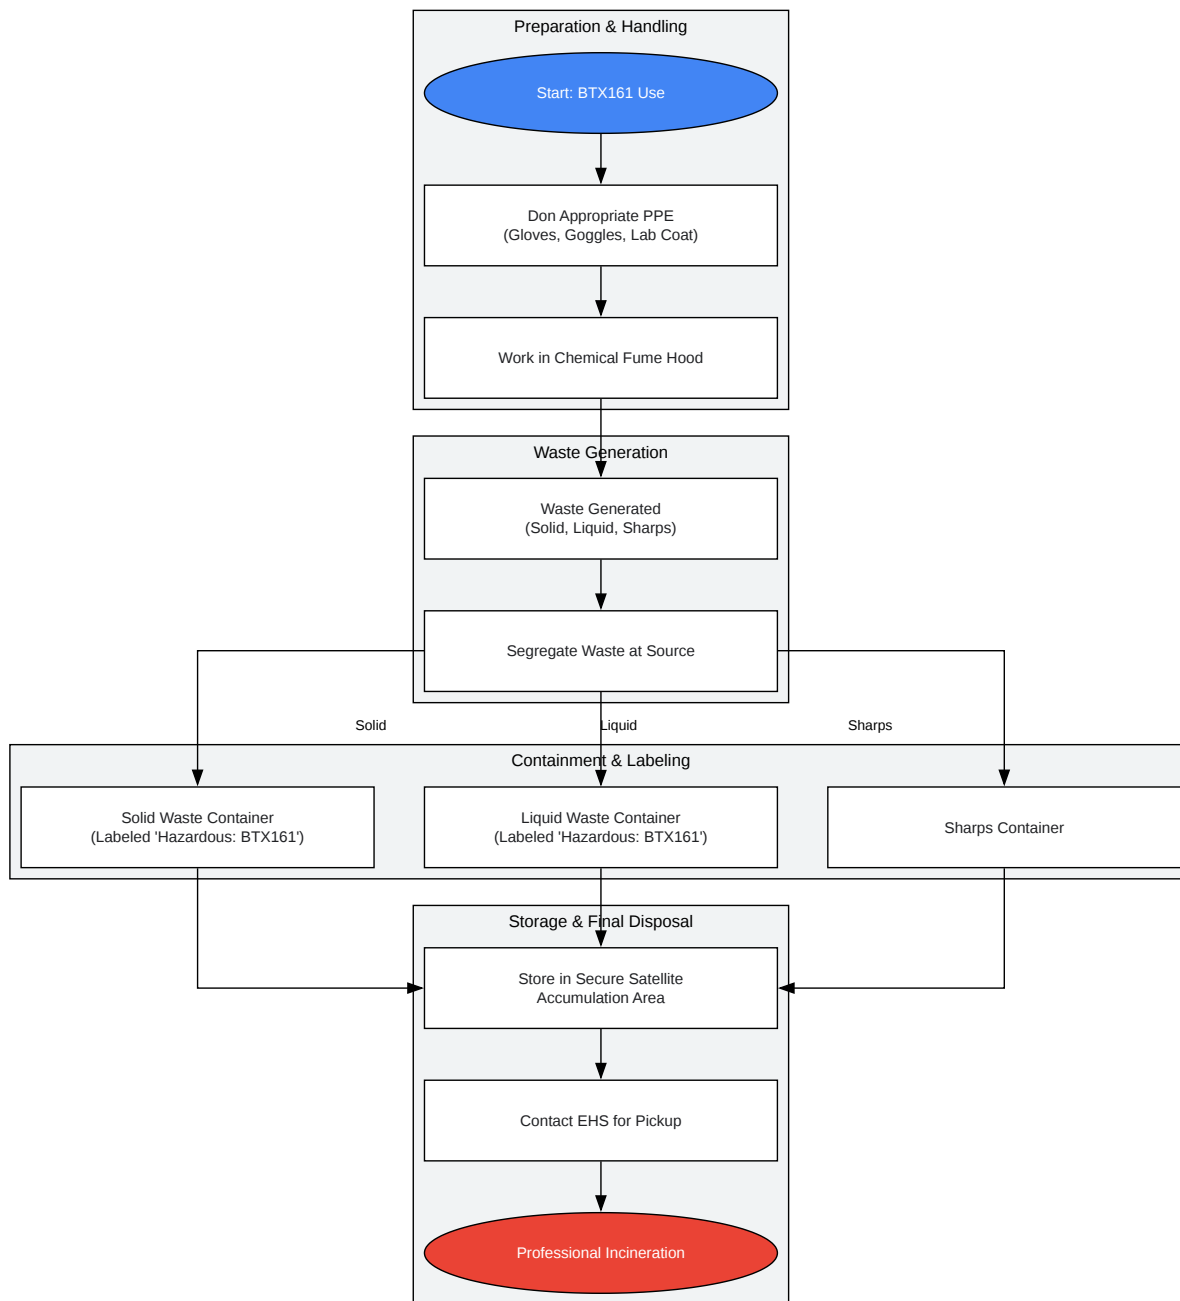 Preparation & Handling
Start: BTX161 Use
Don Appropriate PPE
(Gloves, Goggles, Lab Coat)
Work in Chemical Fume Hood
Waste Generation
Waste Generated
(Solid, Liquid, Sharps)
Segregate Waste at Source
Solid
Liquid
Sharps
Containment & Labeling
Solid Waste Container
(Labeled 'Hazardous: BTX161')
Liquid Waste Container
(Labeled 'Hazardous: BTX161')
Sharps Container
Storage & Final Disposal
Store in Secure Satellite
Accumulation Area
Contact EHS for Pickup
Professional Incineration